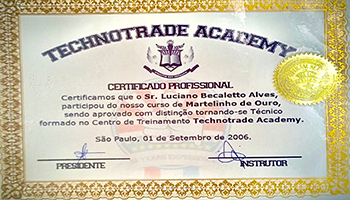 TECHNOTRADE ACADEMY
CERTIFICADO PROFISSIONAL
Certificamos que o Sr. Luciano Becaletto Alves,
participou do nosso curso de Martelinho de Ouro,
sendo aprovado com distinção tornando-se Técnico
formado no Centro de Treinamento Technotrade Academy.
São Paulo, 01 de Setembro de 2006.
PRESIDENTE
INSTRUTOR